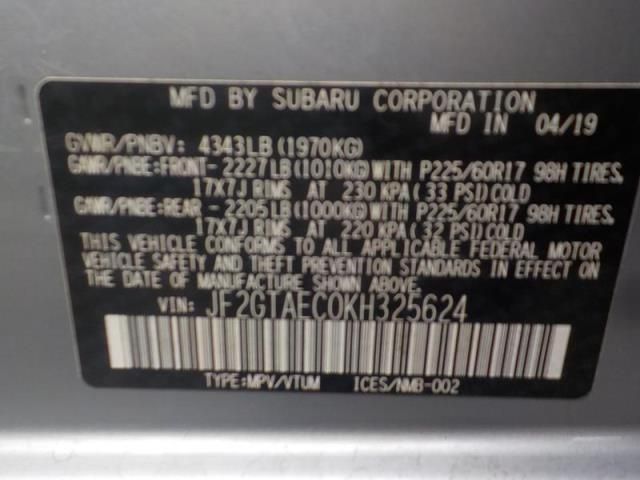 MFD BY SUBARU CORPORATION
MFD IN 04/19
GVWR/PNBV: 4343LB(1970KG)
GAWR/PNBE:FRONT-2227LB(1010KG)WITH P225/60R17 98H TIRES,
17X7J RIMS AT 230 KPA(33 PSI)COLD
GAWR/PNBE:REAR -2205LB(1000KG)WITH P225/60R17 98H TIRES,
17X7J RIMS AT 220 KPA(32 PSI)COLD
THIS VEHICLE CONFORMS TO ALL APPLICABLE FEDERAL MOTOR
VEHICLE SAFETY AND THEFT PREVENTION STANDARDS IN EFFECT ON
THE DATE OF MANUFACTURE SHOWN ABOVE.
VIN: JF2GTAEC0KH325624
TYPE:MPV/VTUM ICES/NMB-002